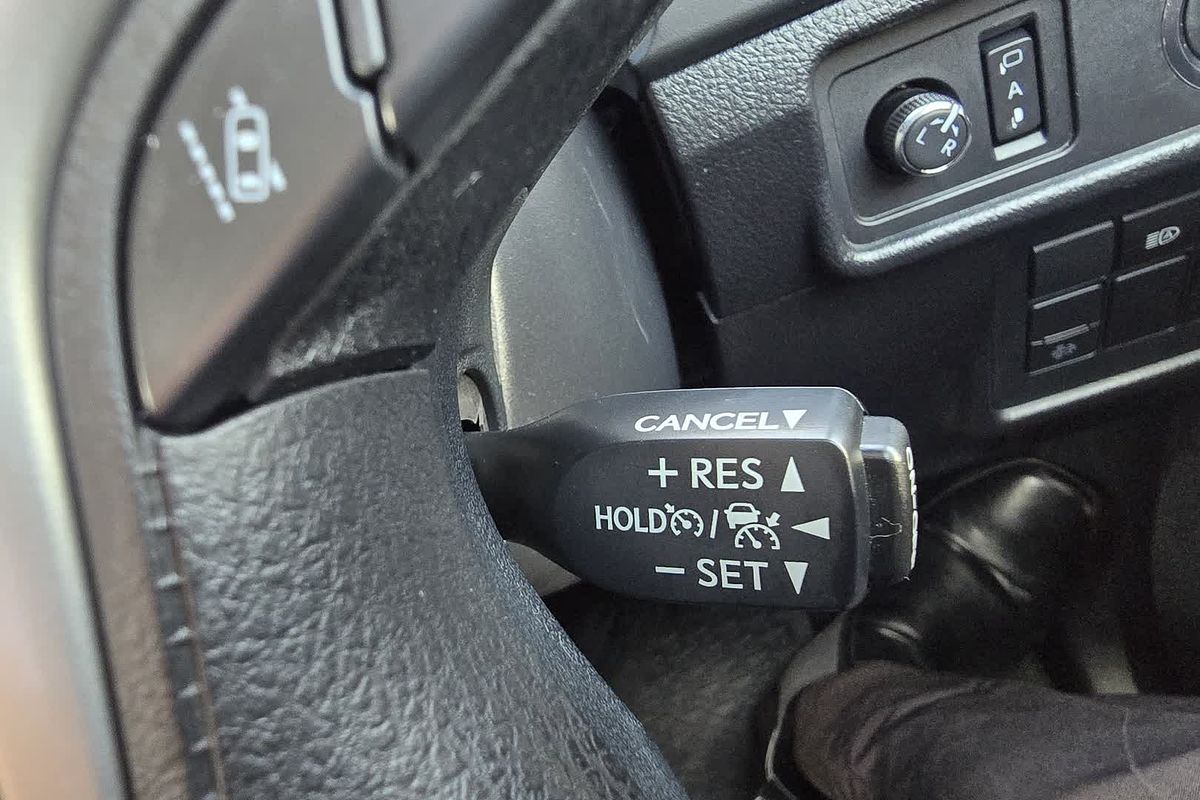 L R
A
CANCEL▼
+ RES ▲
HOLD / ◀
− SET ▼